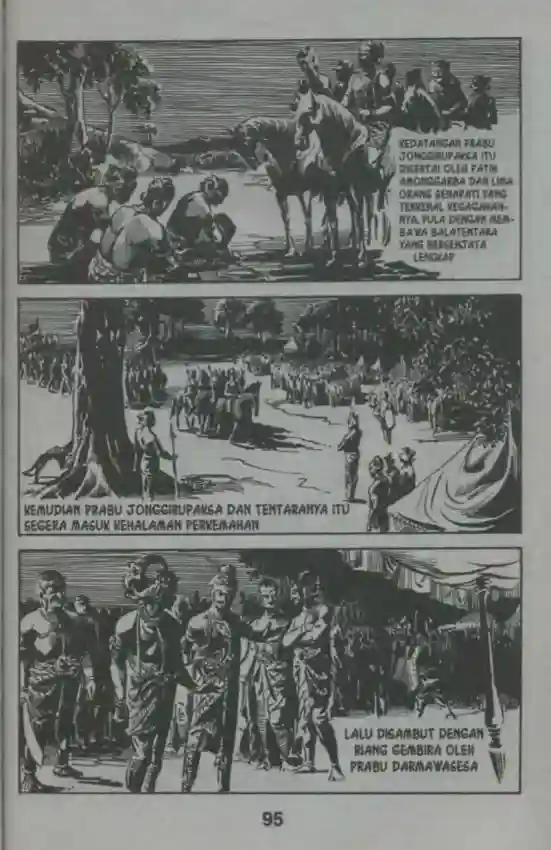 KEDATANGAN PRABU
JONGGIRUPAKSA ITU
DISERTAI OLEH PATIH
AMONGGARBA DAN LIMA
ORANG SENAPATI YANG
TERKENAL KEGAGAHAN-
NYA, PULA DENGAN MEM-
BAWA BALATENTARA
YANG BERSENJATA
LENGKAP
KEMUDIAN PRABU JONGGIRUPAKSA DAN TENTARANYA ITU
SEGERA MASUK KEHALAMAN PERKEMAHAN
LALU DISAMBUT DENGAN
RIANG GEMBIRA OLEH
PRABU DARMAWASESA
95